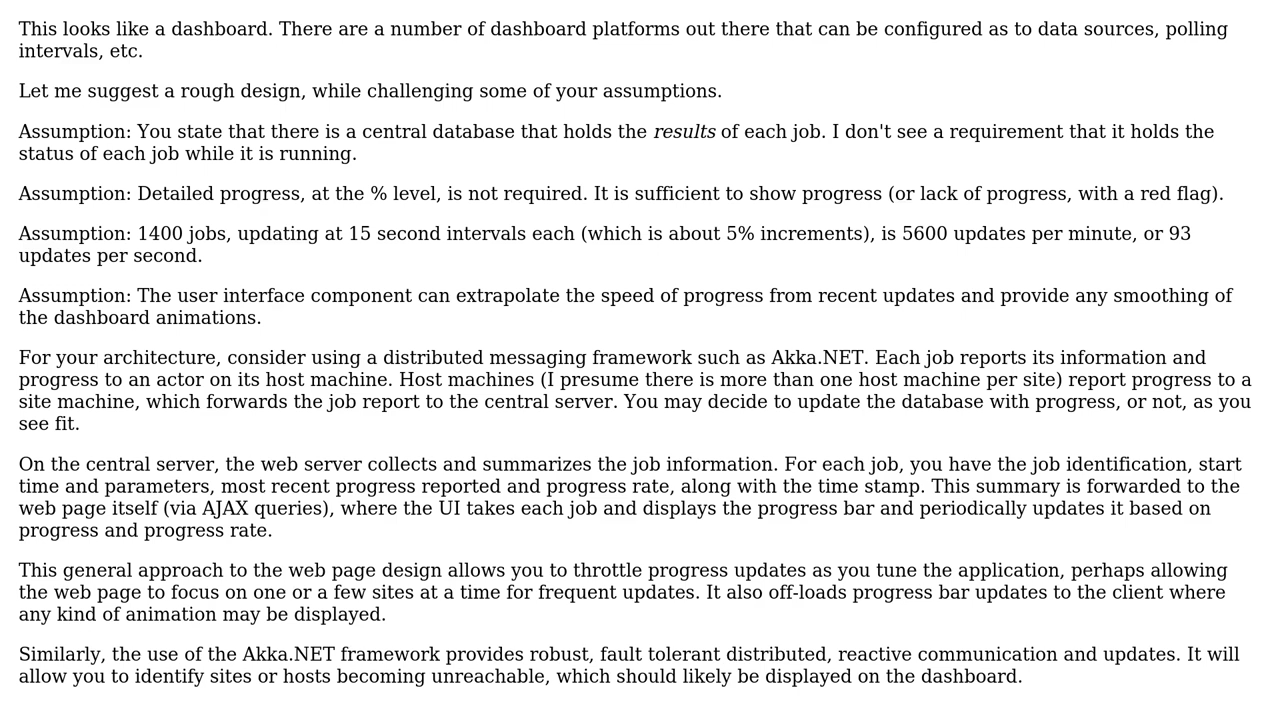 This looks like a dashboard. There are a number of dashboard platforms out there that can be configured as to data sources, polling
intervals, etc.
Let me suggest a rough design, while challenging some of your assumptions.
Assumption: You state that there is a central database that holds the results of each job. I don't see a requirement that it holds the
status of each job while it is running.
Assumption: Detailed progress, at the % level, is not required. It is sufficient to show progress (or lack of progress, with a red flag).
Assumption: 1400 jobs, updating at 15 second intervals each (which is about 5% increments), is 5600 updates per minute, or 93
updates per second.
Assumption: The user interface component can extrapolate the speed of progress from recent updates and provide any smoothing of
the dashboard animations.
For your architecture, consider using a distributed messaging framework such as Akka.NET. Each job reports its information and
progress to an actor on its host machine. Host machines (I presume there is more than one host machine per site) report progress to a
site machine, which forwards the job report to the central server. You may decide to update the database with progress, or not, as you
see fit.
On the central server, the web server collects and summarizes the job information. For each job, you have the job identification, start
time and parameters, most recent progress reported and progress rate, along with the time stamp. This summary is forwarded to the
web page itself (via AJAX queries), where the UI takes each job and displays the progress bar and periodically updates it based on
progress and progress rate.
This general approach to the web page design allows you to throttle progress updates as you tune the application, perhaps allowing
the web page to focus on one or a few sites at a time for frequent updates. It also off-loads progress bar updates to the client where
any kind of animation may be displayed.
Similarly, the use of the Akka.NET framework provides robust, fault tolerant distributed, reactive communication and updates. It will
allow you to identify sites or hosts becoming unreachable, which should likely be displayed on the dashboard.